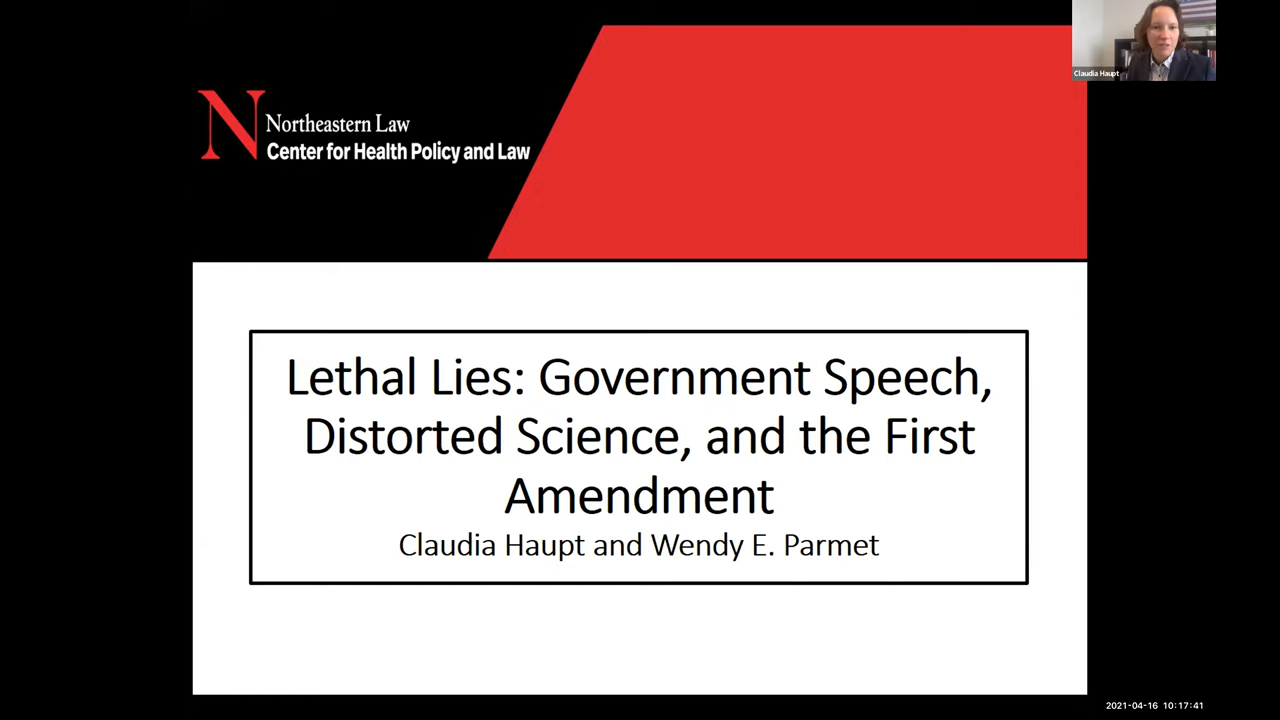 Claudia Haupt
N Northeastern Law
Center for Health Policy and Law
Lethal Lies: Government Speech,
Distorted Science, and the First
Amendment
Claudia Haupt and Wendy E. Parmet
2021-04-16 10:17:41